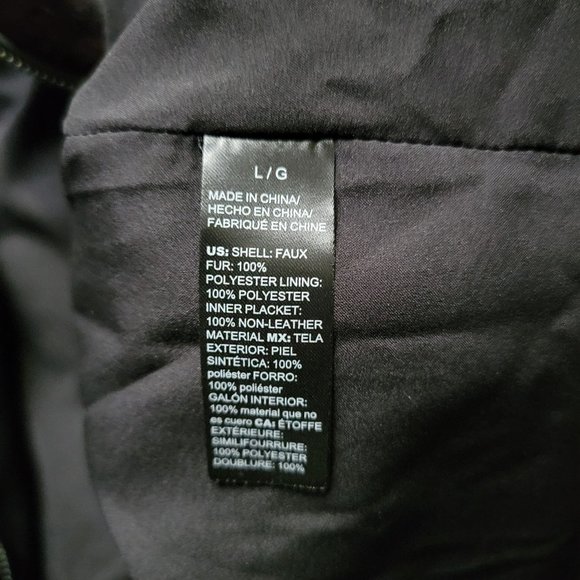 L/G
MADE IN CHINA/
HECHO EN CHINA/
FABRIQUÉ EN CHINE
US: SHELL: FAUX
FUR: 100%
POLYESTER LINING:
100% POLYESTER
INNER PLACKET:
100% NON-LEATHER
MATERIAL MX: TELA
EXTERIOR: PIEL
SINTÉTICA: 100%
poliéster FORRO:
100% poliéster
GALÓN INTERIOR:
100% material que no
es cuero CA: ÉTOFFE
EXTÉRIEURE:
SIMILIFOURRURE:
100% POLYESTER
DOUBLURE: 100%